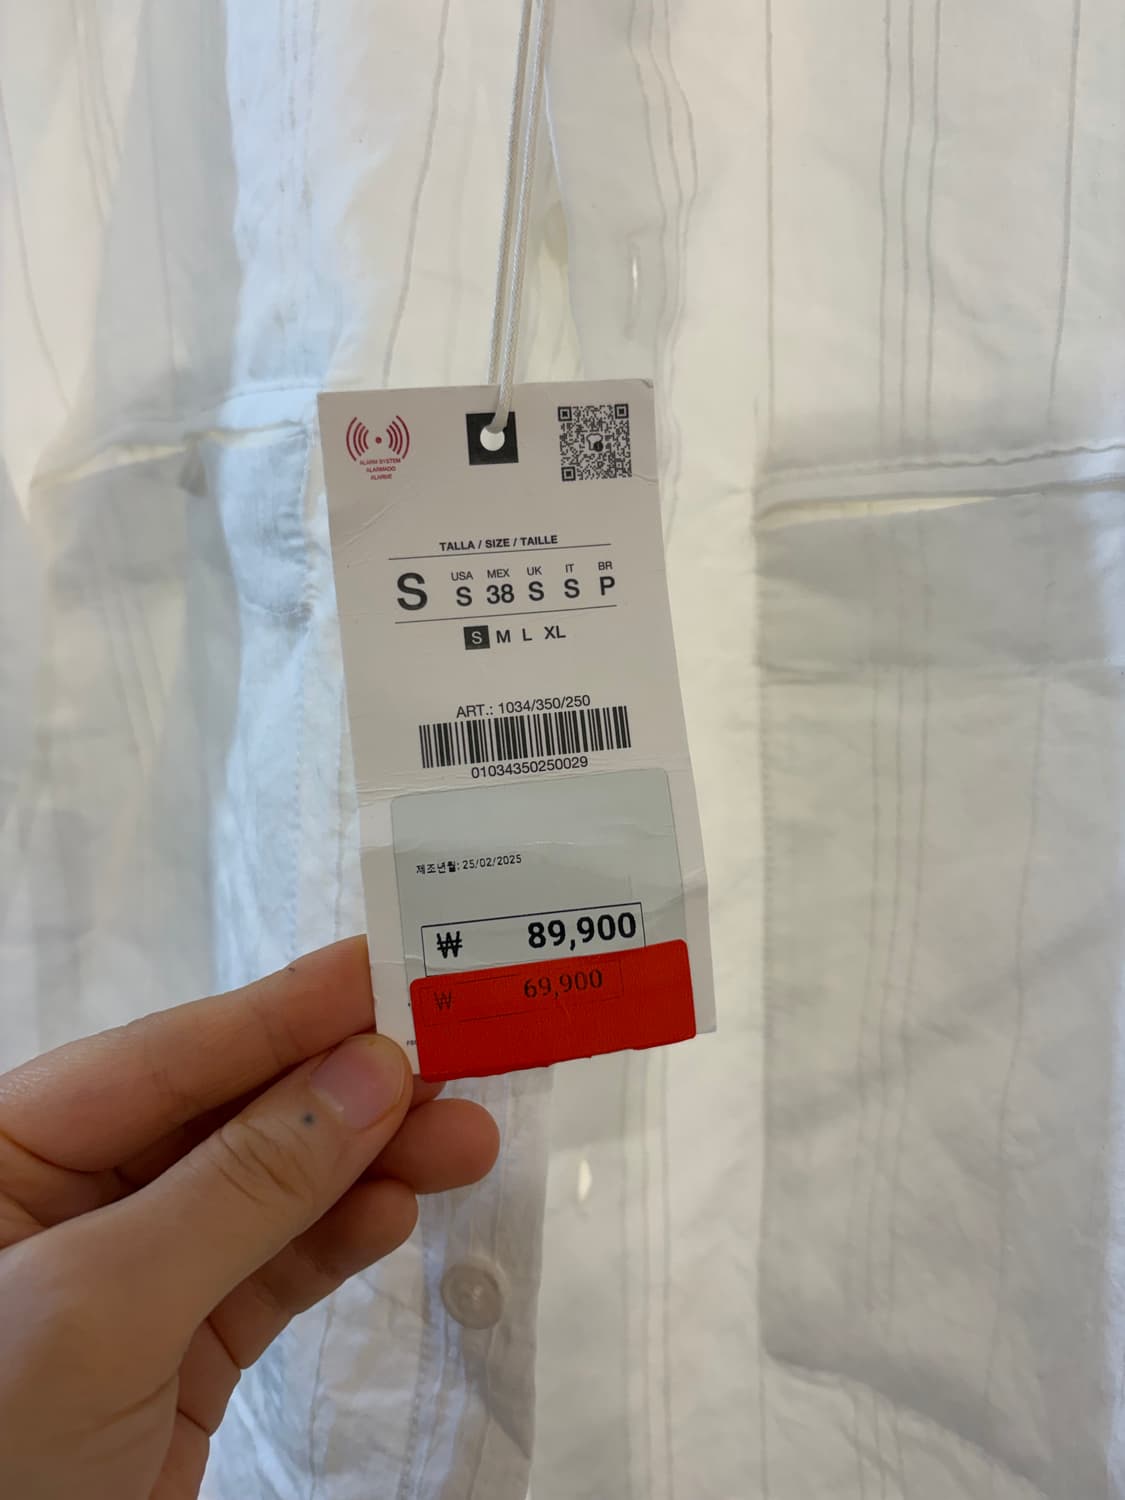 ALARM SYSTEM
ALARMADO
ALARME
TALLA / SIZE / TAILLE
S
USA MEX UK IT BR
S 38 S S P
S M L XL
ART.: 1034/350/250
01034350250029
제조년월: 25/02/2025
₩ 89,900
₩ 69,900